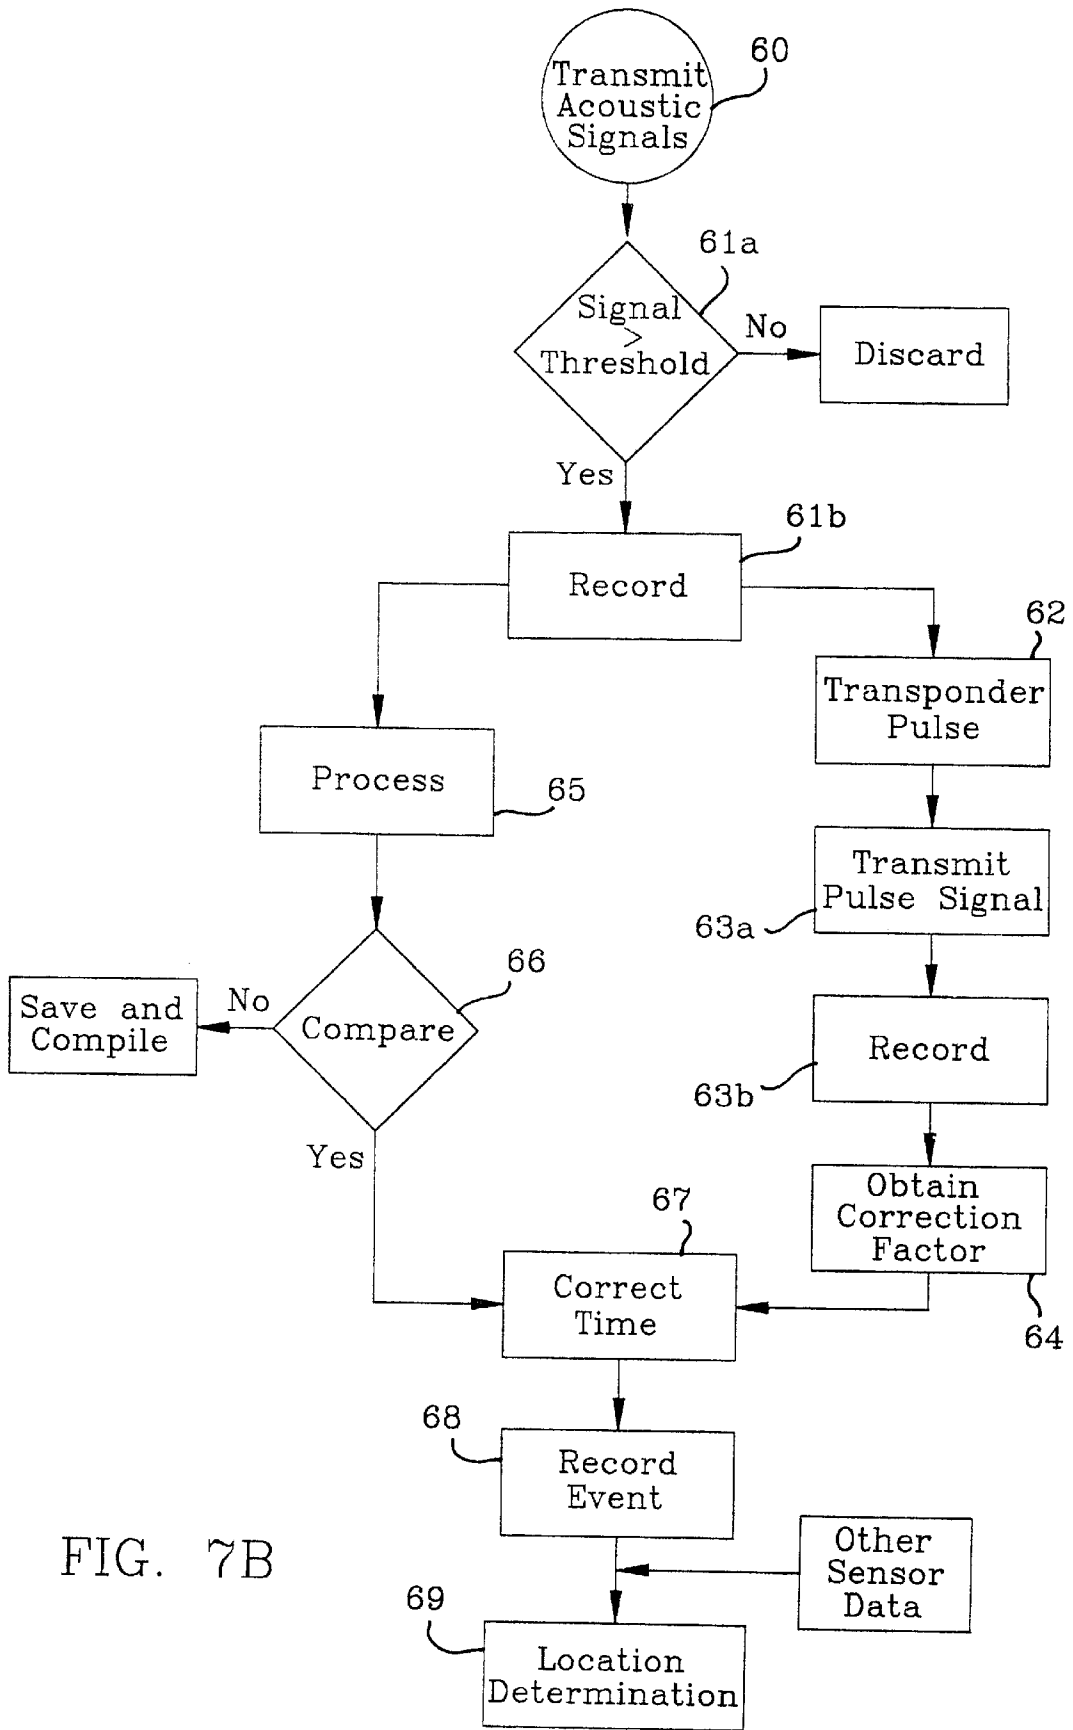 60
Transmit
Acoustic
Signals
61a
Signal
>
Threshold
No
Discard
Yes
61b
Record
62
Transponder
Pulse
Process
65
Transmit
Pulse Signal
63a
66
No
Save and
Compile
Compare
Record
63b
Yes
Obtain
Correction
Factor
64
67
Correct
Time
68
Record
Event
FIG. 7B
Other
Sensor
Data
69
Location
Determination